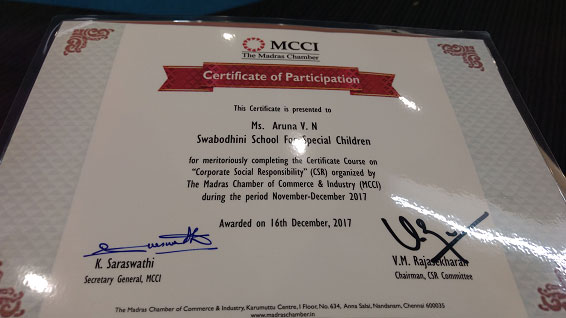 MCCI
The Madras Chamber
Certificate of Participation
This Certificate is presented to
Ms. Aruna V. N
Swabodhini School For Special Children
for meritoriously completing the Certificate Course on
"Corporate Social Responsibility" (CSR) organized by
The Madras Chamber of Commerce & Industry (MCCI)
during the period November-December 2017
Awarded on 16th December, 2017
K. Saraswathi
Secretary General, MCCI
V.M. Rajasekharan
Chairman, CSR Committee
The Madras Chamber of Commerce & Industry, Karumuttu Centre, I Floor, No. 634, Anna Salai, Nandanam, Chennai 600035
www.madraschamber.in